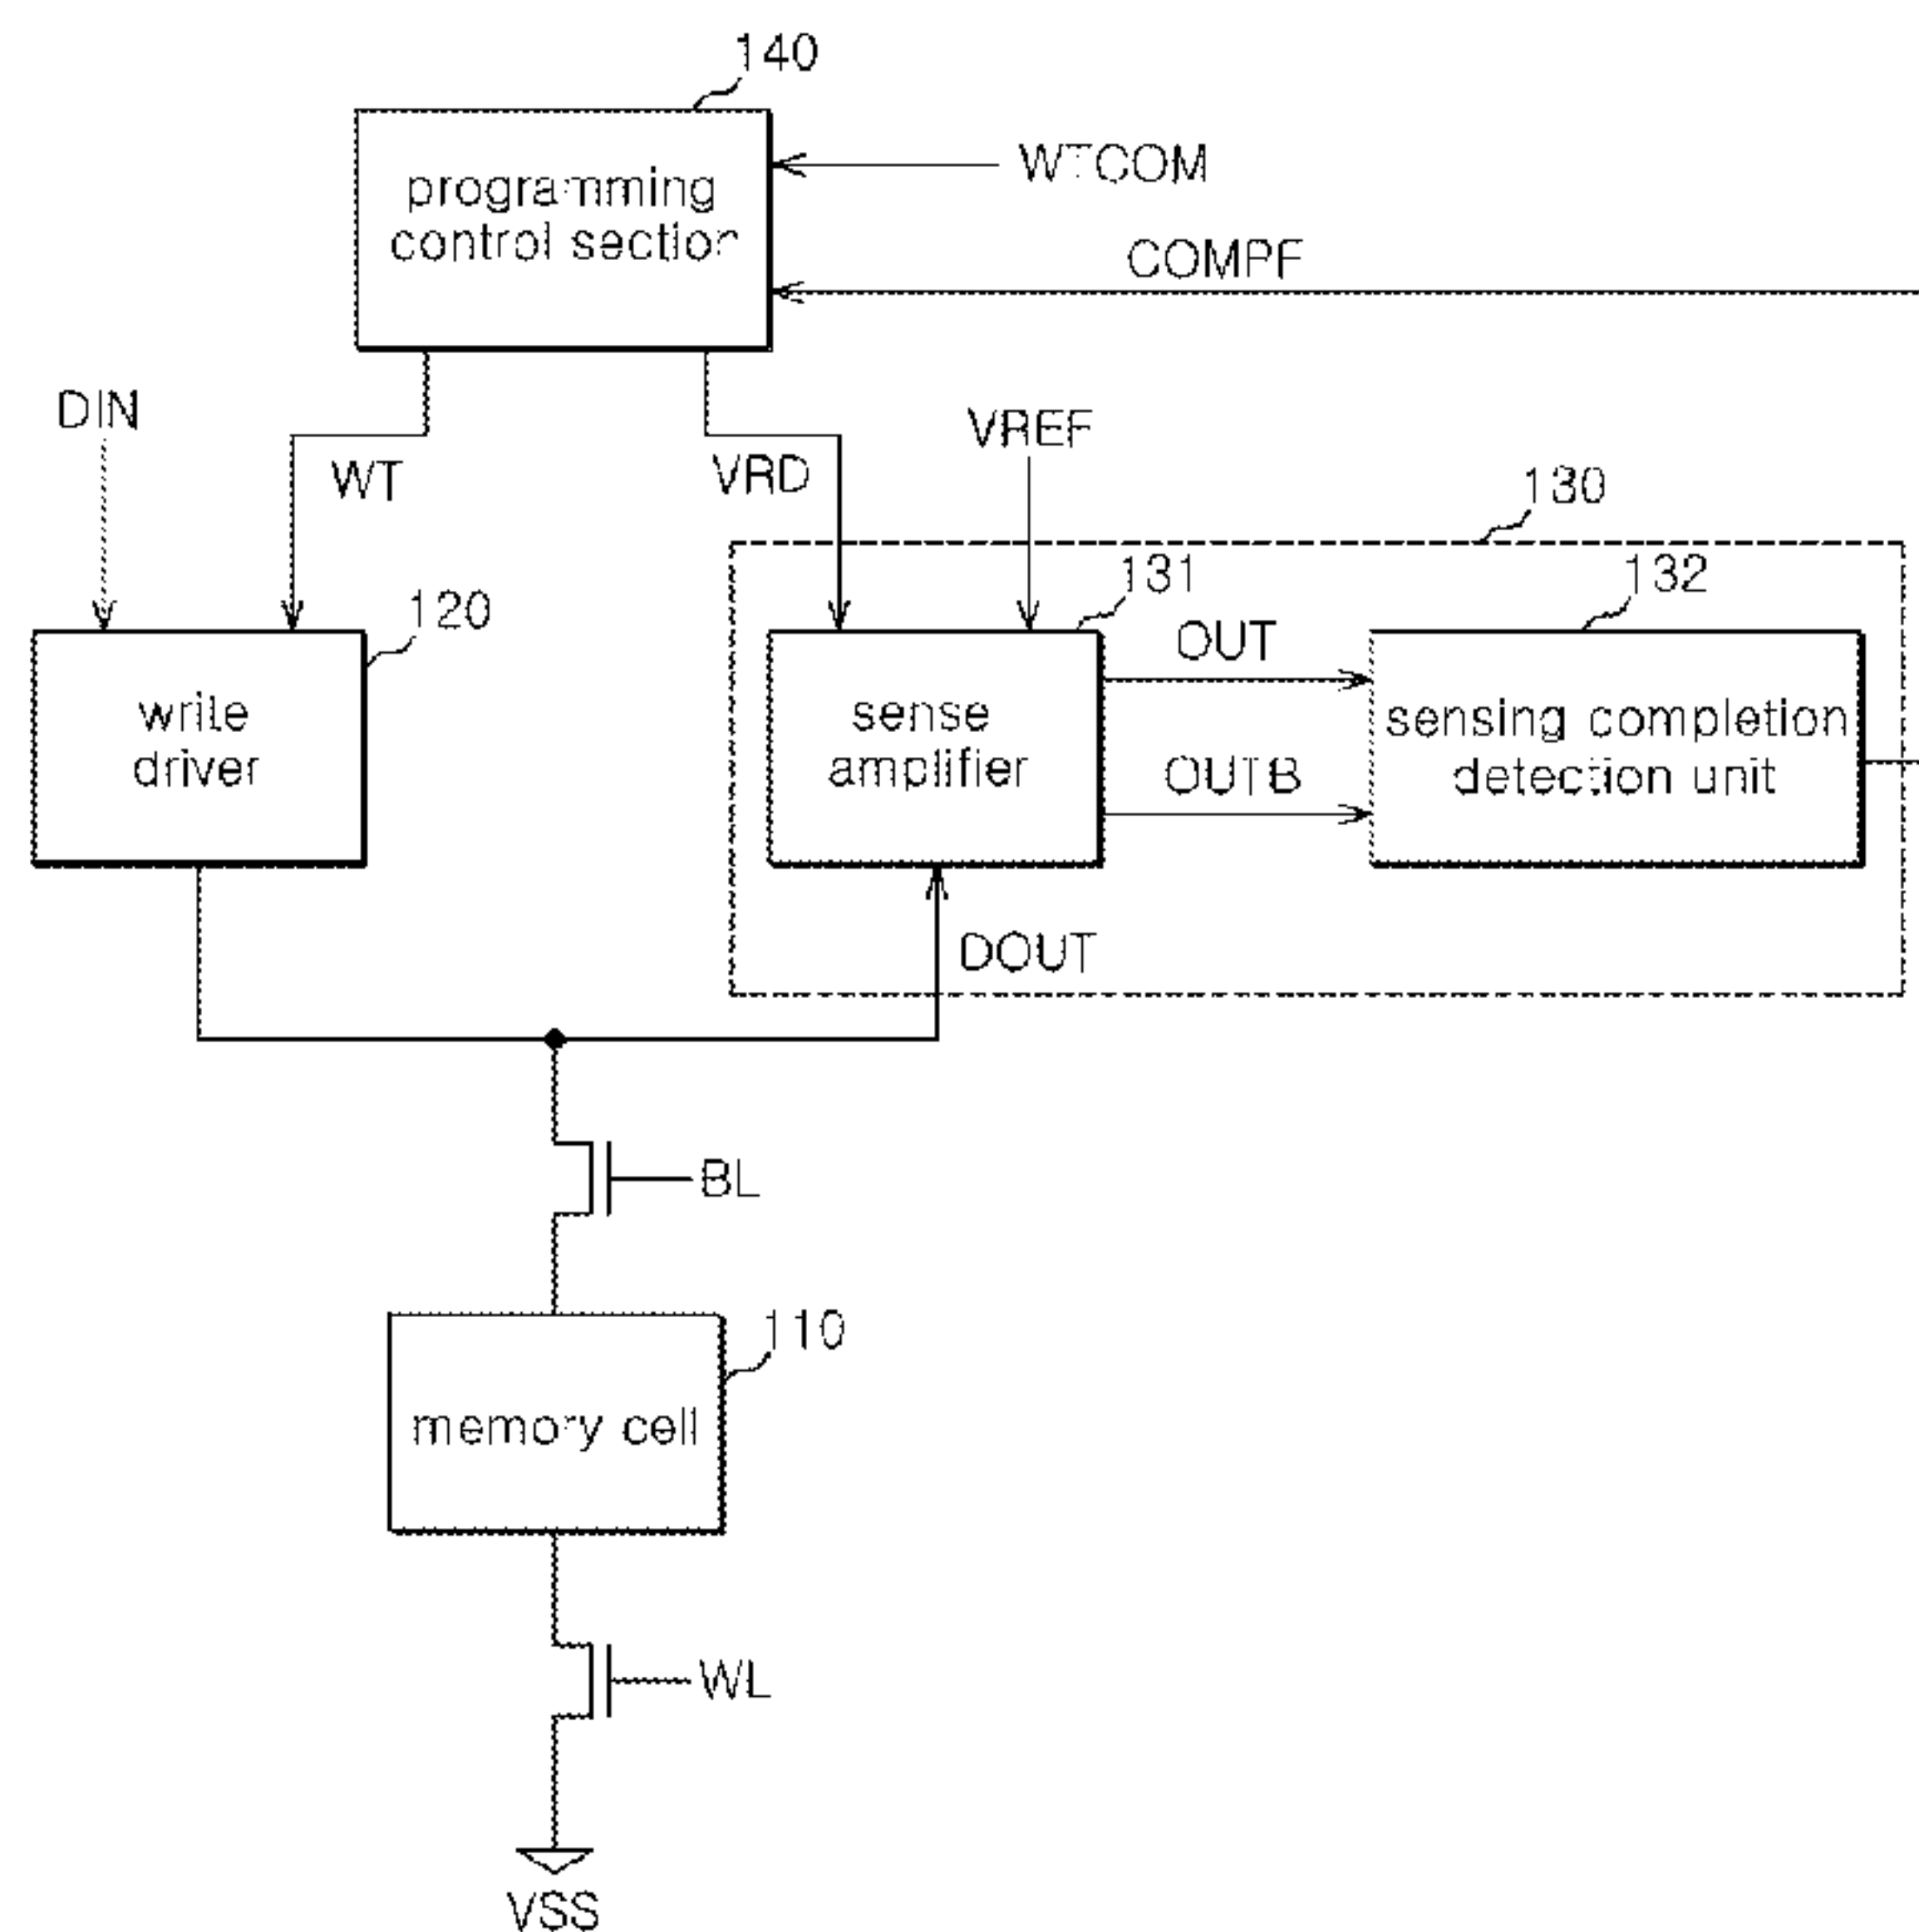 140
programming
control section
WTCOM
COMPF
DIN
WT
VRD
VREF
130
120
131
132
write
driver
sense
amplifier
OUT
OUTB
sensing completion
detection unit
DOUT
BL
110
memory cell
WL
VSS